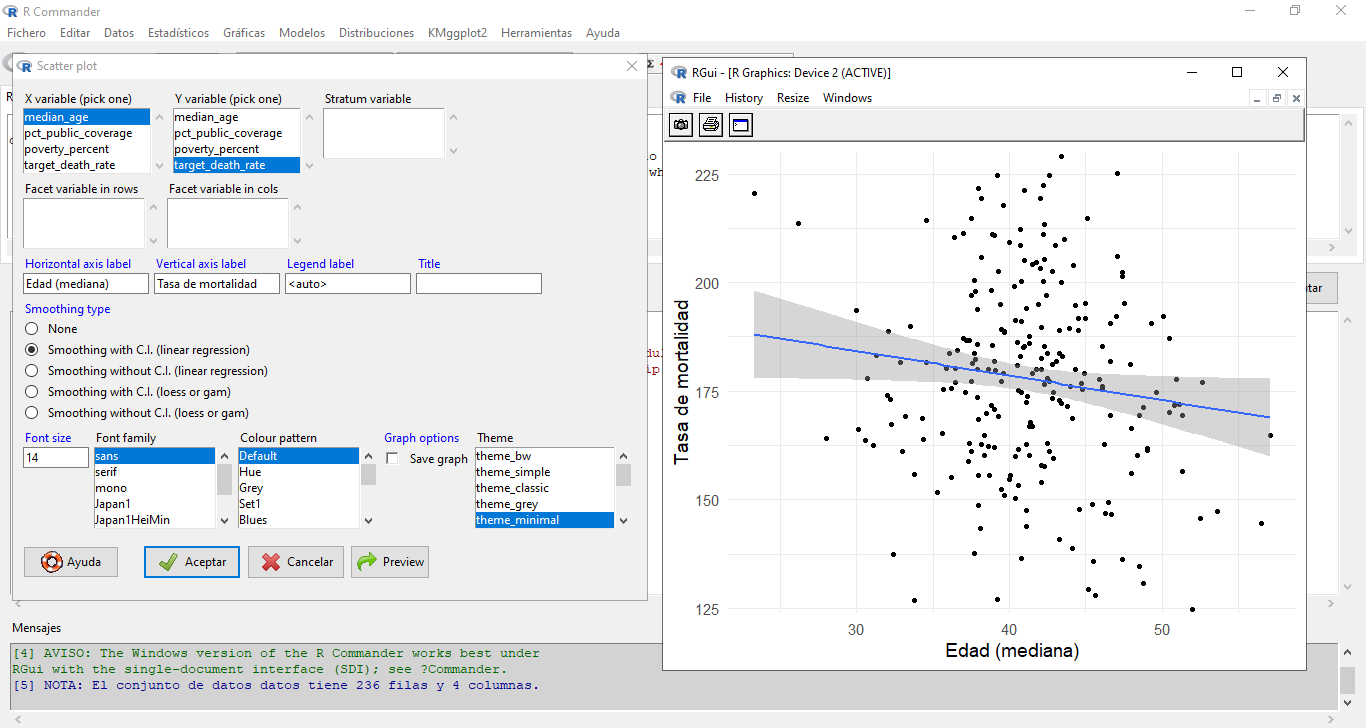 R Commander
Fichero Editar Datos Estadísticos Gráficas Modelos Distribuciones KMggplot2 Herramientas Ayuda
Scatter plot
X variable (pick one) Y variable (pick one) Stratum variable
median_age median_age
pct_public_coverage pct_public_coverage
poverty_percent poverty_percent
target_death_rate target_death_rate
Facet variable in rows Facet variable in cols
Horizontal axis label Vertical axis label Legend label Title
Edad (mediana) Tasa de mortalidad <auto>
Smoothing type
None
Smoothing with C.I. (linear regression)
Smoothing without C.I. (linear regression)
Smoothing with C.I. (loess or gam)
Smoothing without C.I. (loess or gam)
Font size Font family Colour pattern Graph options Theme
14 sans Default Save graph theme_bw
serif Hue theme_simple
mono Grey theme_classic
Japan1 Set1 theme_grey
Japan1HeiMin Blues theme_minimal
Ayuda Aceptar Cancelar Preview
Mensajes
[4] AVISO: The Windows version of the R Commander works best under
RGui with the single-document interface (SDI); see ?Commander.
[5] NOTA: El conjunto de datos datos tiene 236 filas y 4 columnas.
RGui - [R Graphics: Device 2 (ACTIVE)]
File History Resize Windows
225
200
175
150
125
Tasa de mortalidad
30 40 50
Edad (mediana)